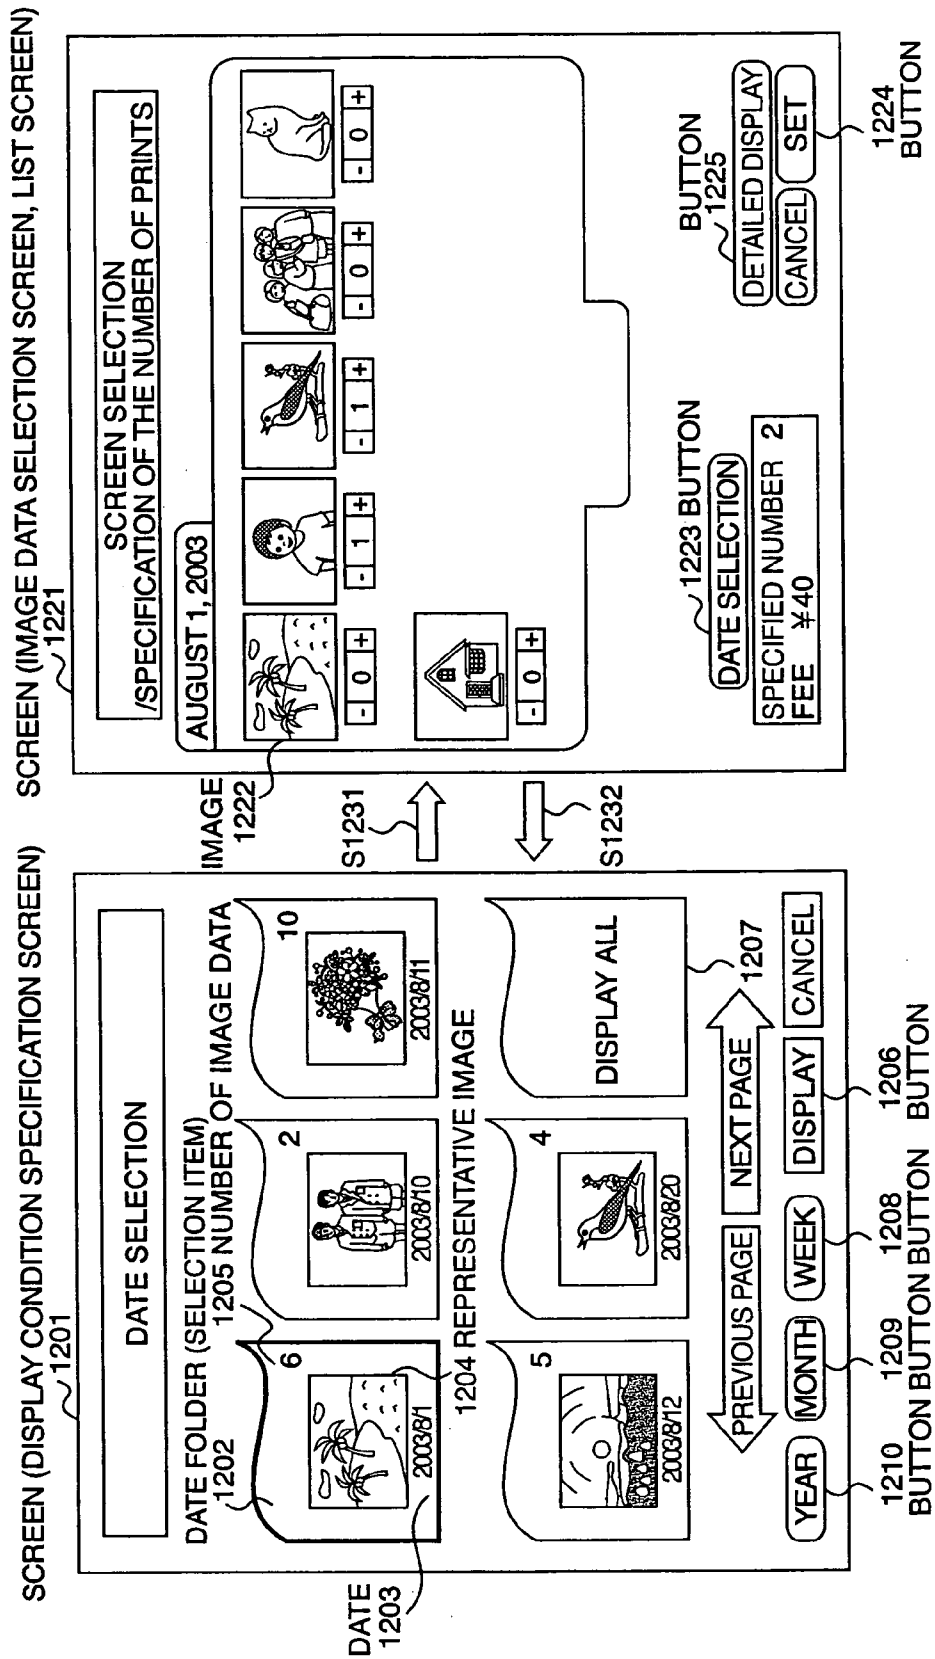 SCREEN (DISPLAY CONDITION SPECIFICATION SCREEN)
1201
DATE SELECTION
DATE FOLDER (SELECTION ITEM)
1202
1205 NUMBER OF IMAGE DATA
6
2003/8/1
2
2003/8/10
10
2003/8/11
DATE
1203
1204 REPRESENTATIVE IMAGE
5
2003/8/12
4
2003/8/20
DISPLAY ALL
1207
PREVIOUS PAGE
NEXT PAGE
YEAR
MONTH
WEEK
DISPLAY
CANCEL
1210
BUTTON
1209
BUTTON
1208
BUTTON
1206
BUTTON
S1231
S1232
SCREEN (IMAGE DATA SELECTION SCREEN, LIST SCREEN)
1221
SCREEN SELECTION
/SPECIFICATION OF THE NUMBER OF PRINTS
AUGUST 1, 2003
IMAGE
1222
- 0 +
- 1 +
- 1 +
- 0 +
- 0 +
- 0 +
1223 BUTTON
DATE SELECTION
SPECIFIED NUMBER 2
FEE ¥40
BUTTON
1225
DETAILED DISPLAY
CANCEL
SET
1224
BUTTON